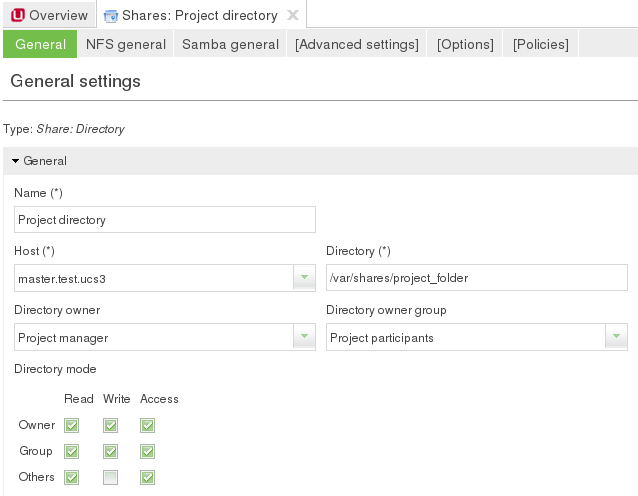 Overview Shares: Project directory
General NFS general Samba general [Advanced settings] [Options] [Policies]
General settings
Type: Share: Directory
General
Name (*)
Project directory
Host (*) Directory (*)
master.test.ucs3 /var/shares/project_folder
Directory owner Directory owner group
Project manager Project participants
Directory mode
Read Write Access
Owner
Group
Others